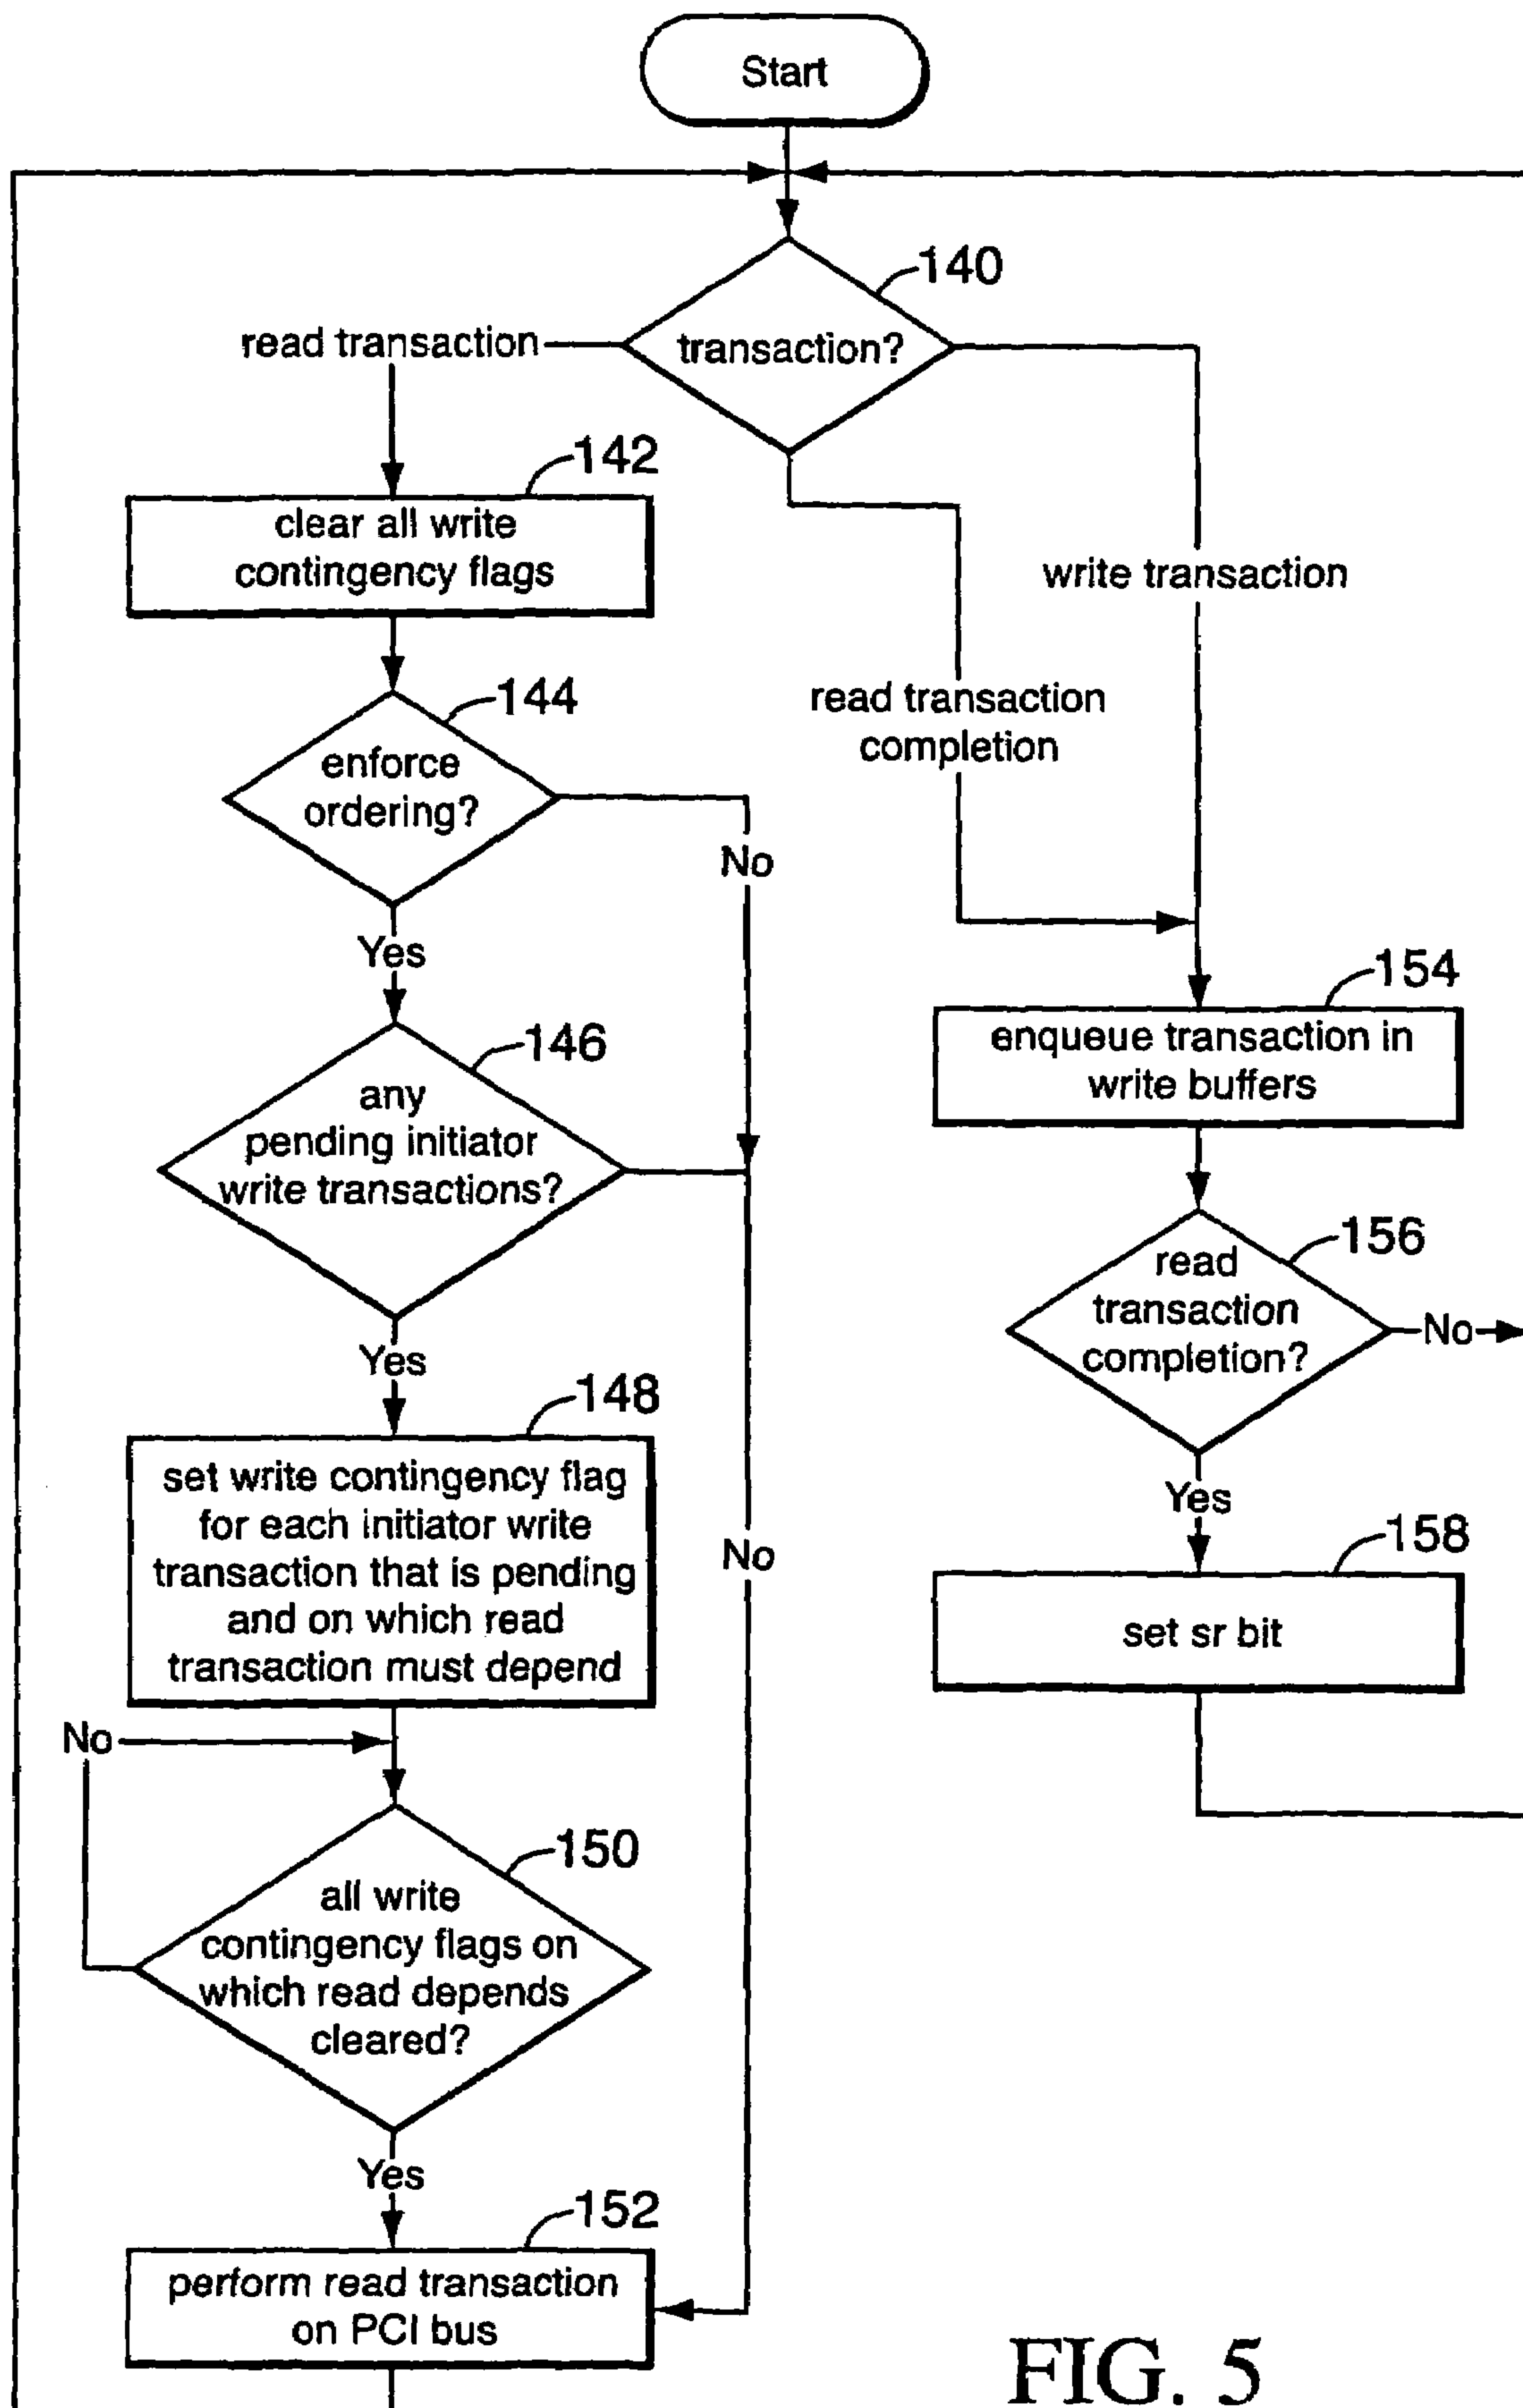 Start
140
transaction?
read transaction
142
clear all write
contingency flags
write transaction
144
enforce
ordering?
read transaction
completion
No
Yes
146
any
pending initiator
write transactions?
154
enqueue transaction in
write buffers
156
read
transaction
completion?
No
Yes
148
set write contingency flag
for each initiator write
transaction that is pending
and on which read
transaction must depend
No
Yes
158
set sr bit
No
150
all write
contingency flags on
which read depends
cleared?
Yes
152
perform read transaction
on PCI bus
FIG. 5